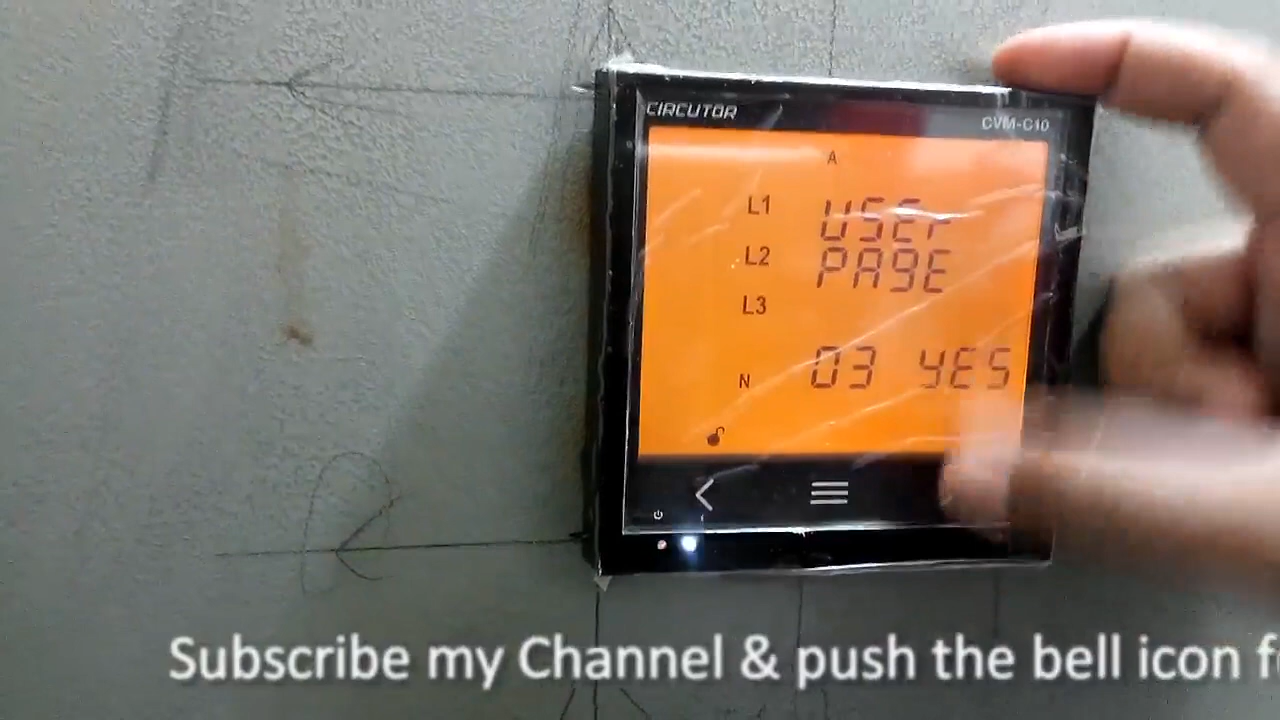 CIRCUTOR
CVM-C10
A
L1 USEr
L2 PAgE
L3
N 03 YES
Subscribe my Channel & push the bell icon f